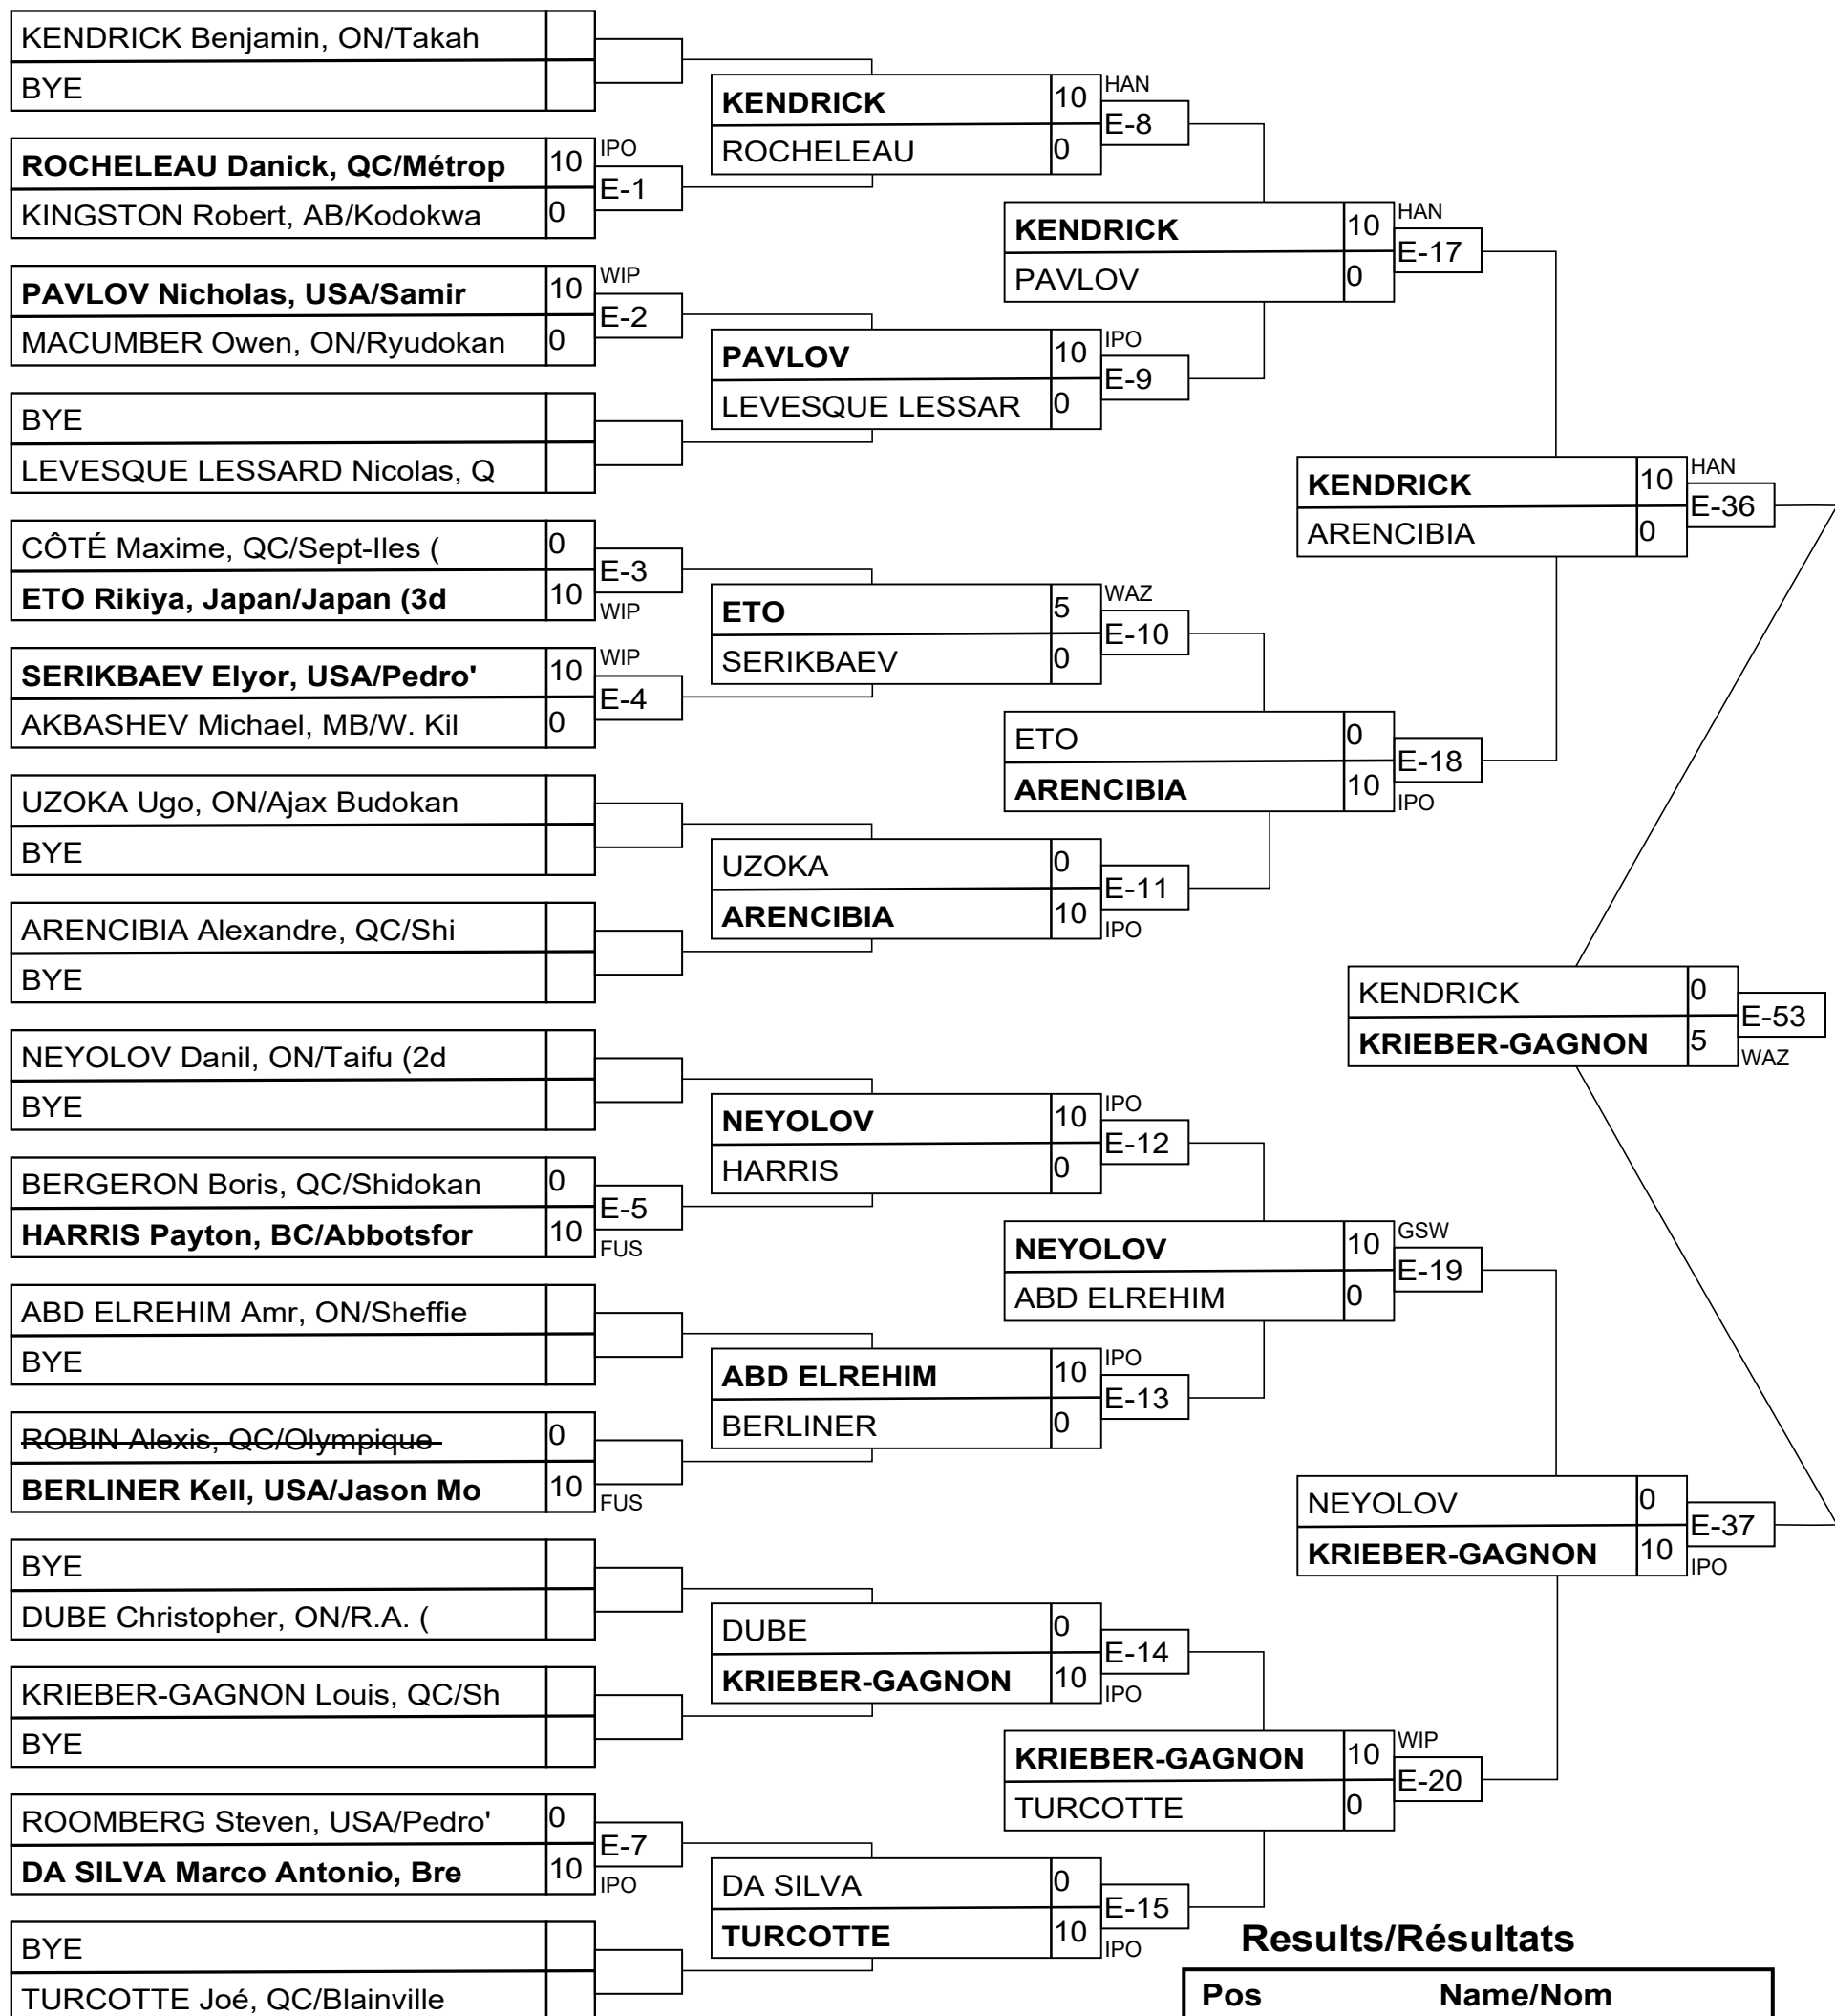 KENDRICK Benjamin, ON/Takah
BYE
ROCHELEAU Danick, QC/Métrop 10 IPO
E-1
KINGSTON Robert, AB/Kodokwa 0
PAVLOV Nicholas, USA/Samir 10 WIP
E-2
MACUMBER Owen, ON/Ryudokan 0
BYE
LEVESQUE LESSARD Nicolas, Q
CÔTÉ Maxime, QC/Sept-Iles ( 0
E-3
ETO Rikiya, Japan/Japan (3d 10 WIP
SERIKBAEV Elyor, USA/Pedro' 10 WIP
E-4
AKBASHEV Michael, MB/W. Kil 0
UZOKA Ugo, ON/Ajax Budokan
BYE
ARENCIBIA Alexandre, QC/Shi
BYE
NEYOLOV Danil, ON/Taifu (2d
BYE
BERGERON Boris, QC/Shidokan 0
E-5
HARRIS Payton, BC/Abbotsfor 10 FUS
ABD ELREHIM Amr, ON/Sheffie
BYE
ROBIN Alexis, QC/Olympique 0
BERLINER Kell, USA/Jason Mo 10 FUS
BYE
DUBE Christopher, ON/R.A. (
KRIEBER-GAGNON Louis, QC/Sh
BYE
ROOMBERG Steven, USA/Pedro' 0
E-7
DA SILVA Marco Antonio, Bre 10 IPO
BYE
TURCOTTE Joé, QC/Blainville
KENDRICK 10 HAN
E-8
ROCHELEAU 0
PAVLOV 10 IPO
E-9
LEVESQUE LESSAR 0
ETO 5 WAZ
E-10
SERIKBAEV 0
UZOKA 0
E-11
ARENCIBIA 10 IPO
NEYOLOV 10 IPO
E-12
HARRIS 0
ABD ELREHIM 10 IPO
E-13
BERLINER 0
DUBE 0
E-14
KRIEBER-GAGNON 10 IPO
DA SILVA 0
E-15
TURCOTTE 10 IPO
KENDRICK 10 HAN
E-17
PAVLOV 0
ETO 0
E-18
ARENCIBIA 10 IPO
NEYOLOV 10 GSW
E-19
ABD ELREHIM 0
KRIEBER-GAGNON 10 WIP
E-20
TURCOTTE 0
KENDRICK 10 HAN
E-36
ARENCIBIA 0
NEYOLOV 0
E-37
KRIEBER-GAGNON 10 IPO
KENDRICK 0
E-53
KRIEBER-GAGNON 5 WAZ
Results/Résultats
Pos Name/Nom